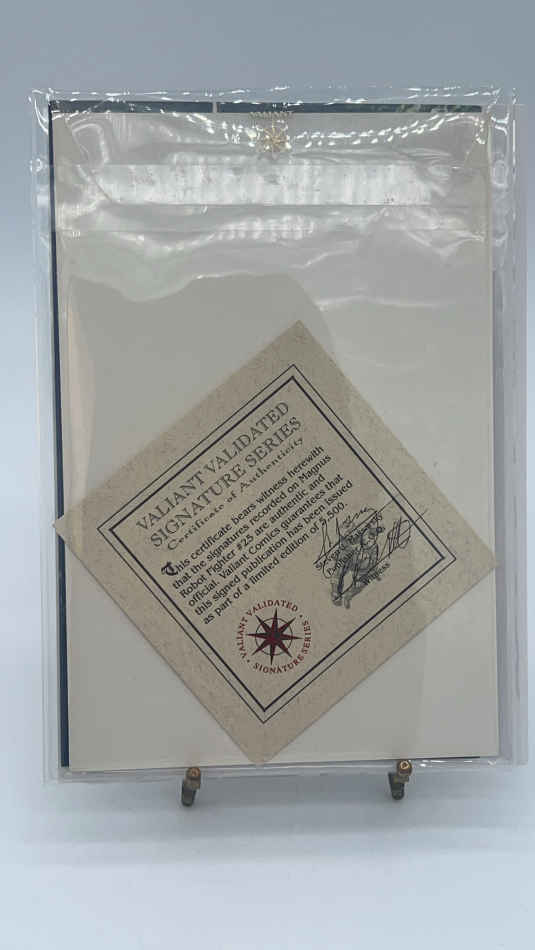 VALIANT
VALIANT VALIDATED
SIGNATURE SERIES
Certificate of Authenticity
This certificate bears witness herewith
that the signatures recorded on Magnus
Robot Fighter #25 are authentic and
official. Valiant Comics guarantees that
this signed publication has been issued
as part of a limited edition of 5,500.
VALIANT VALIDATED • SIGNATURE SERIES •